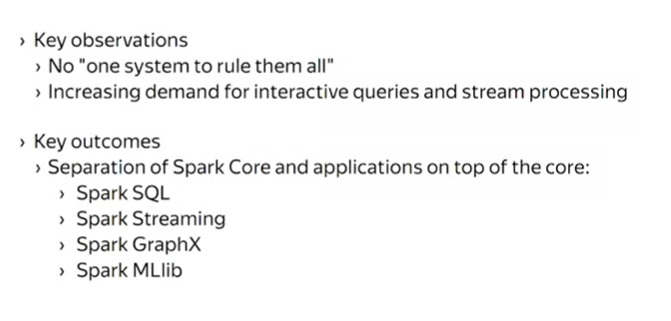 › Key observations
› No "one system to rule them all"
› Increasing demand for interactive queries and stream processing
› Key outcomes
› Separation of Spark Core and applications on top of the core:
› Spark SQL
› Spark Streaming
› Spark GraphX
› Spark MLlib